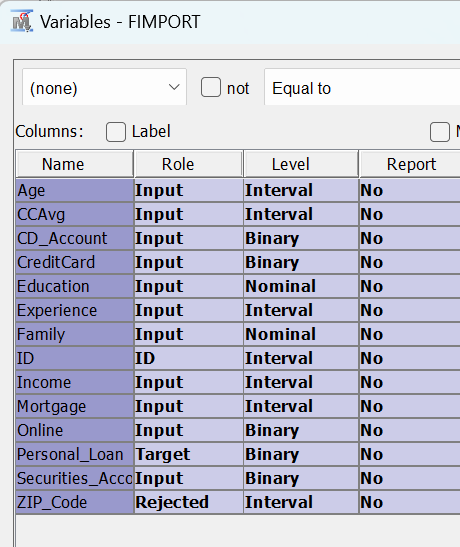 Variables - FIMPORT
(none) not Equal to
Columns: Label
Name Role Level Report
Age Input Interval No
CCAvg Input Interval No
CD_Account Input Binary No
CreditCard Input Binary No
Education Input Nominal No
Experience Input Interval No
Family Input Nominal No
ID ID Interval No
Income Input Interval No
Mortgage Input Interval No
Online Input Binary No
Personal_Loan Target Binary No
Securities_Acco Input Binary No
ZIP_Code Rejected Interval No